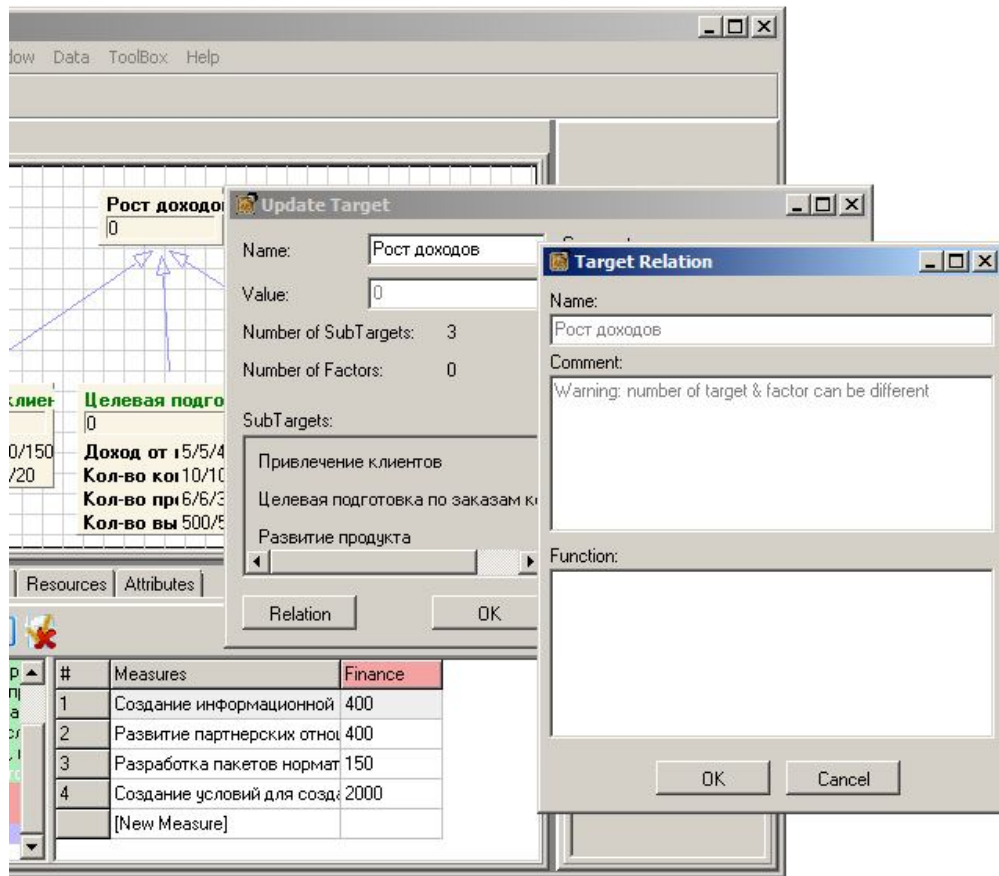 Data ToolBox Help
Рост доходо
0
Целевая подго
0
0/150
/20
Доход от 5/5/4
Кол-во 10/10
Кол-во 6/6/3
Кол-во вы 500/5
Resources Attributes
# Measures Finance
1 Создание информационной 400
2 Развитие партнерских 400
3 Разработка пакетов нормат 150
4 Создание условий для созда 2000
[New Measure]
Update Target
Name: Рост доходов
Value: 0
Number of SubTargets: 3
Number of Factors: 0
SubTargets:
Привлечение клиентов
Целевая подготовка по заказам
Развитие продукта
Relation OK
Target Relation
Name:
Рост доходов
Comment:
Warning: number of target & factor can be different
Function:
OK Cancel